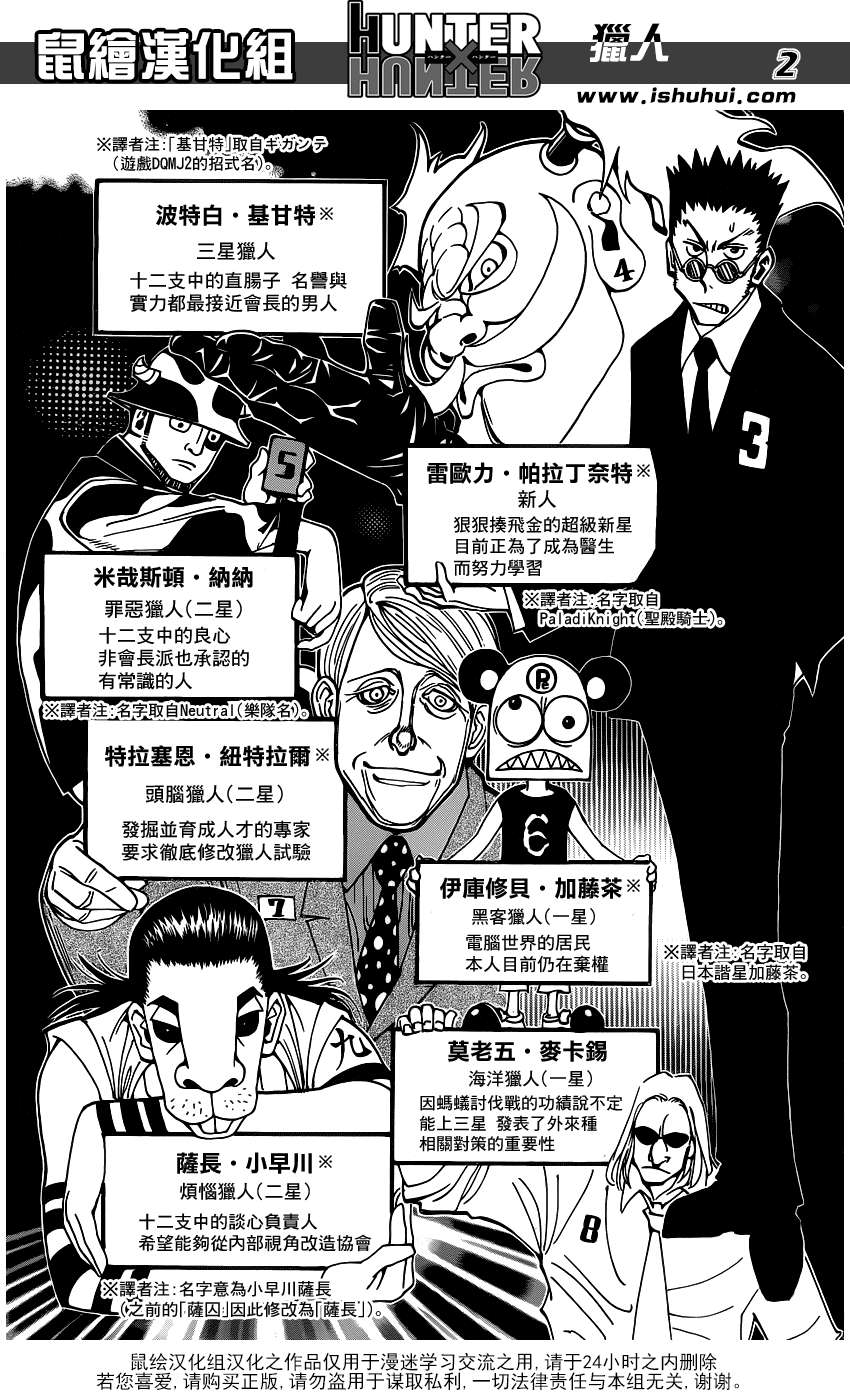 鼠繪漢化組
HUNTER
ハンター×ハンター
HUNTER
獵人
2
www.ishuhui.com
※譯者注:「基甘特」取自ギガンテ
(遊戲DQMJ2的招式名)。
波特白・基甘特※
三星獵人
十二支中的直腸子 名譽與
實力都最接近會長的男人
4
3
5
雷歐力・帕拉丁奈特※
新人
狠狠揍飛金的超級新星
目前正為了成為醫生
而努力學習
※譯者注:名字取自
PaladiKnight(聖殿騎士)。
米哉斯頓・納納
罪惡獵人(二星)
十二支中的良心
非會長派也承認的
有常識的人
※譯者注:名字取自Neutral(樂隊名)。
特拉塞恩・紐特拉爾※
頭腦獵人(二星)
發掘並育成人才的專家
要求徹底修改獵人試驗
7
6
伊庫修貝・加藤茶※
黑客獵人(一星)
電腦世界的居民
本人目前仍在棄權
※譯者注:名字取自
日本諧星加藤茶。
九
莫老五・麥卡錫
海洋獵人(一星)
因螞蟻討伐戰的功績說不定
能上三星 發表了外來種
相關對策的重要性
8
薩長・小早川※
煩惱獵人(二星)
十二支中的談心負責人
希望能夠從內部視角改造協會
※譯者注:名字意為小早川薩長
(之前的「薩囚」因此修改為「薩長」)。
鼠绘汉化组汉化之作品仅用于漫迷学习交流之用,请于24小时之内删除
若您喜爱,请购买正版,请勿盗用于谋取私利,一切法律责任与本组无关,谢谢。